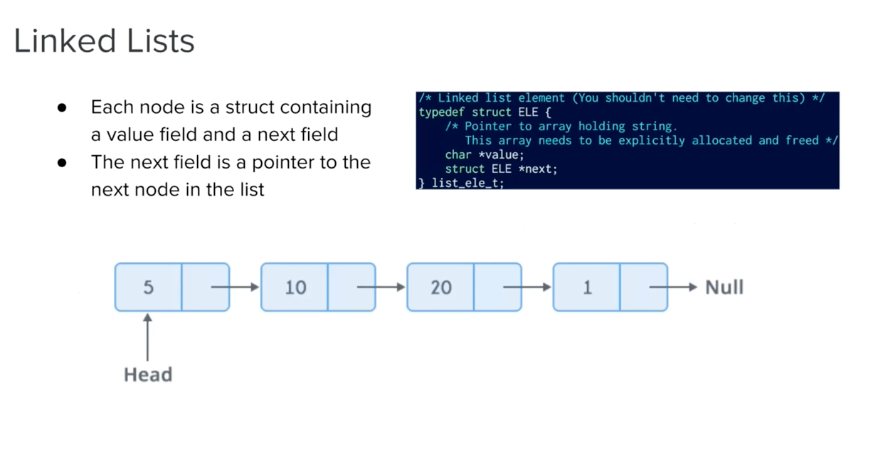 Linked Lists
● Each node is a struct containing
a value field and a next field
● The next field is a pointer to the
next node in the list
/* Linked list element (You shouldn't need to change this) */
typedef struct ELE {
    /* Pointer to array holding string.
       This array needs to be explicitly allocated and freed */
    char *value;
    struct ELE *next;
} list_ele_t;
5 10 20 1 Null
Head